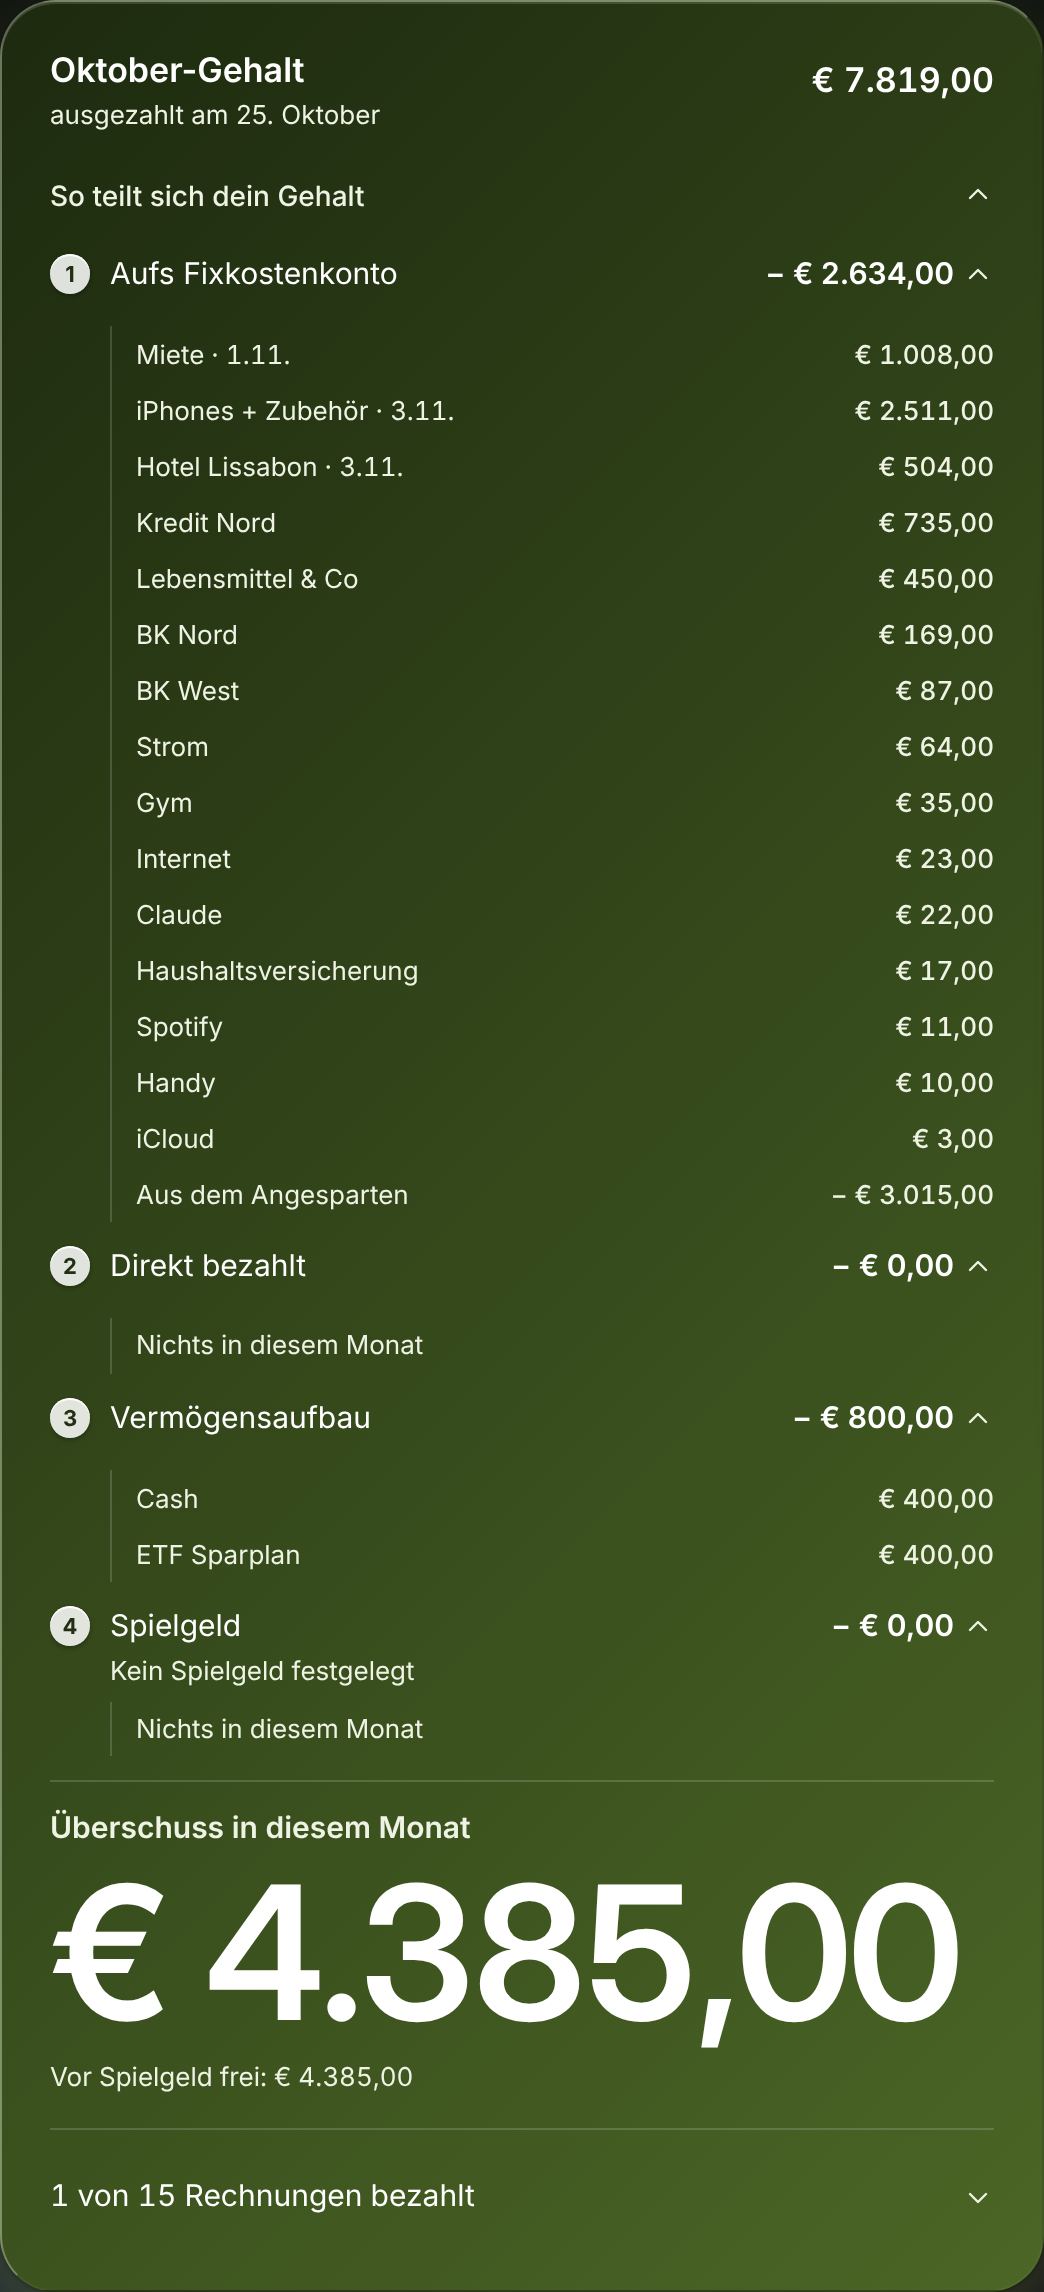 Oktober-Gehalt
€ 7.819,00
ausgezahlt am 25. Oktober
So teilt sich dein Gehalt
1 Aufs Fixkostenkonto – € 2.634,00
Miete · 1.11. € 1.008,00
iPhones + Zubehör · 3.11. € 2.511,00
Hotel Lissabon · 3.11. € 504,00
Kredit Nord € 735,00
Lebensmittel & Co € 450,00
BK Nord € 169,00
BK West € 87,00
Strom € 64,00
Gym € 35,00
Internet € 23,00
Claude € 22,00
Haushaltsversicherung € 17,00
Spotify € 11,00
Handy € 10,00
iCloud € 3,00
Aus dem Angesparten – € 3.015,00
2 Direkt bezahlt – € 0,00
Nichts in diesem Monat
3 Vermögensaufbau – € 800,00
Cash € 400,00
ETF Sparplan € 400,00
4 Spielgeld – € 0,00
Kein Spielgeld festgelegt
Nichts in diesem Monat
Überschuss in diesem Monat
€ 4.385,00
Vor Spielgeld frei: € 4.385,00
1 von 15 Rechnungen bezahlt